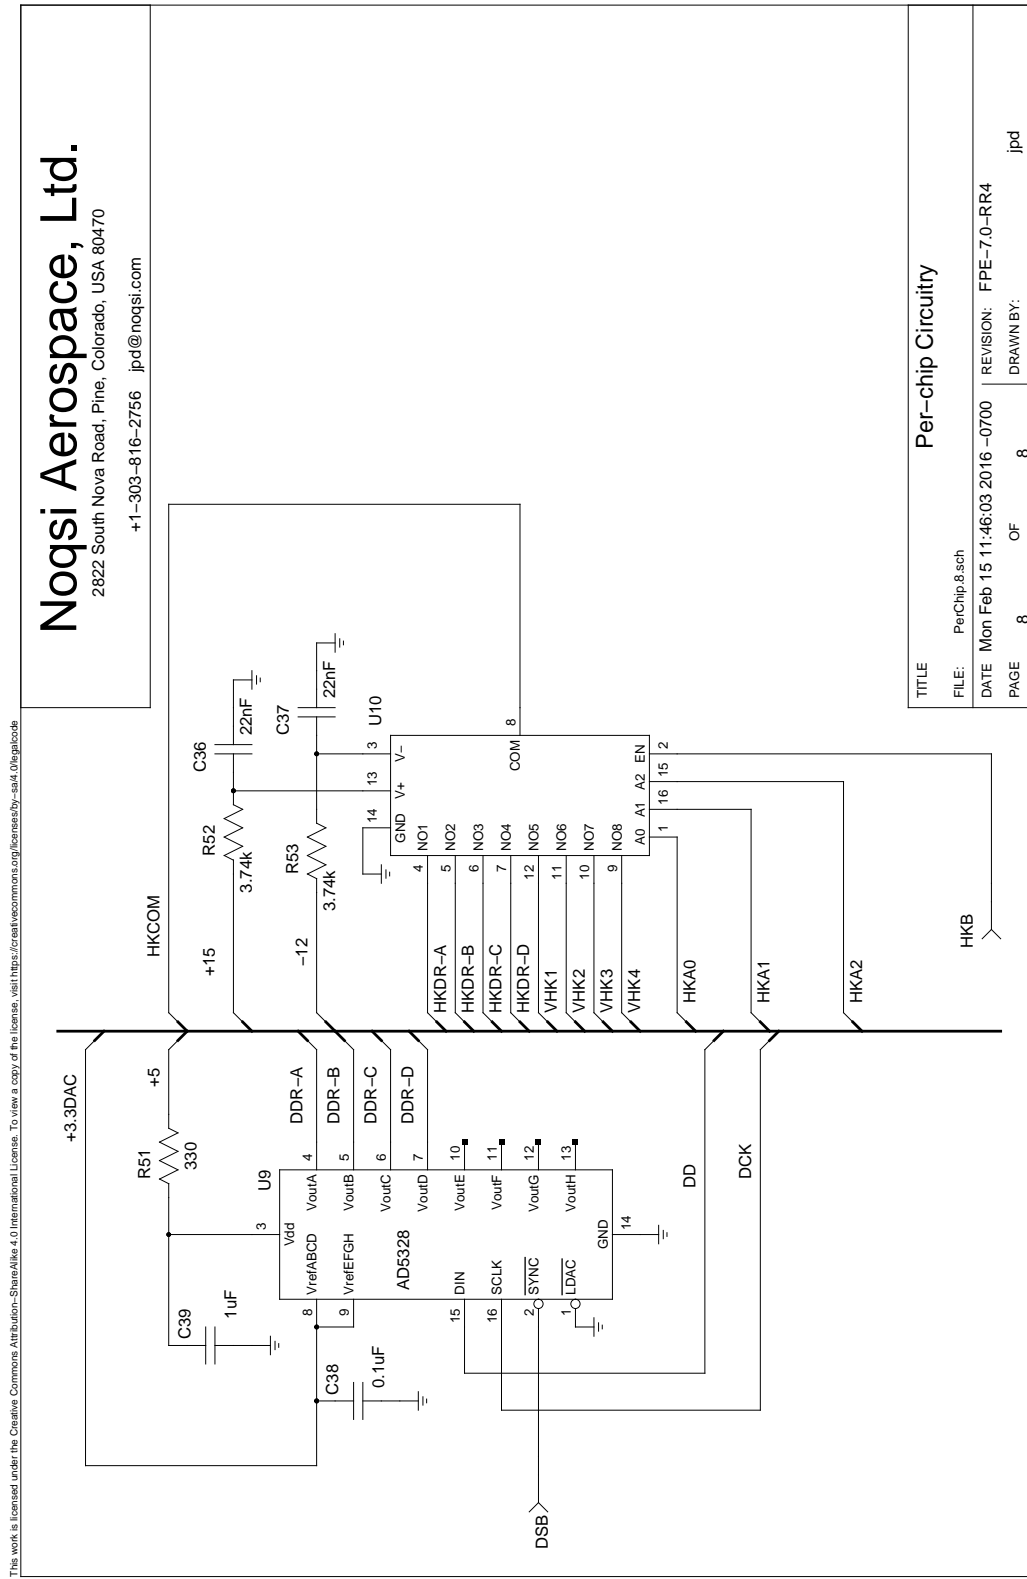 This work is licensed under the Creative Commons Attribution−ShareAlike 4.0 International License. To view a copy of the license, visit https://creativecommons.org/licenses/by−sa/4.0/legalcode
Noqsi Aerospace, Ltd.
2822 South Nova Road, Pine, Colorado, USA 80470
+1−303−816−2756 jpd@noqsi.com
+3.3DAC
HKCOM
+5
R51
330
C39
1uF
+15
R52
3.74k
C36
22nF
−12
R53
3.74k
C37
22nF
U9
AD5328
3
Vdd
8
VrefABCD
9
VrefEFGH
15
DIN
16
SCLK
2
SYNC
1
LDAC
GND
14
VoutA
4
DDR−A
VoutB
5
DDR−B
VoutC
6
DDR−C
VoutD
7
DDR−D
VoutE
10
VoutF
11
VoutG
12
VoutH
13
C38
0.1uF
DSB
DD
DCK
U10
14
GND
13
V+
3
V−
HKDR−A
4
NO1
HKDR−B
5
NO2
HKDR−C
6
NO3
HKDR−D
7
NO4
VHK1
12
NO5
VHK2
11
NO6
VHK3
10
NO7
VHK4
9
NO8
COM
8
A0
1
A1
16
A2
15
EN
2
HKA0
HKA1
HKA2
HKB
TITLE
Per−chip Circuitry
FILE: PerChip.8.sch
DATE Mon Feb 15 11:46:03 2016 −0700
REVISION: FPE−7.0−RR4
PAGE 8 OF 8
DRAWN BY: jpd